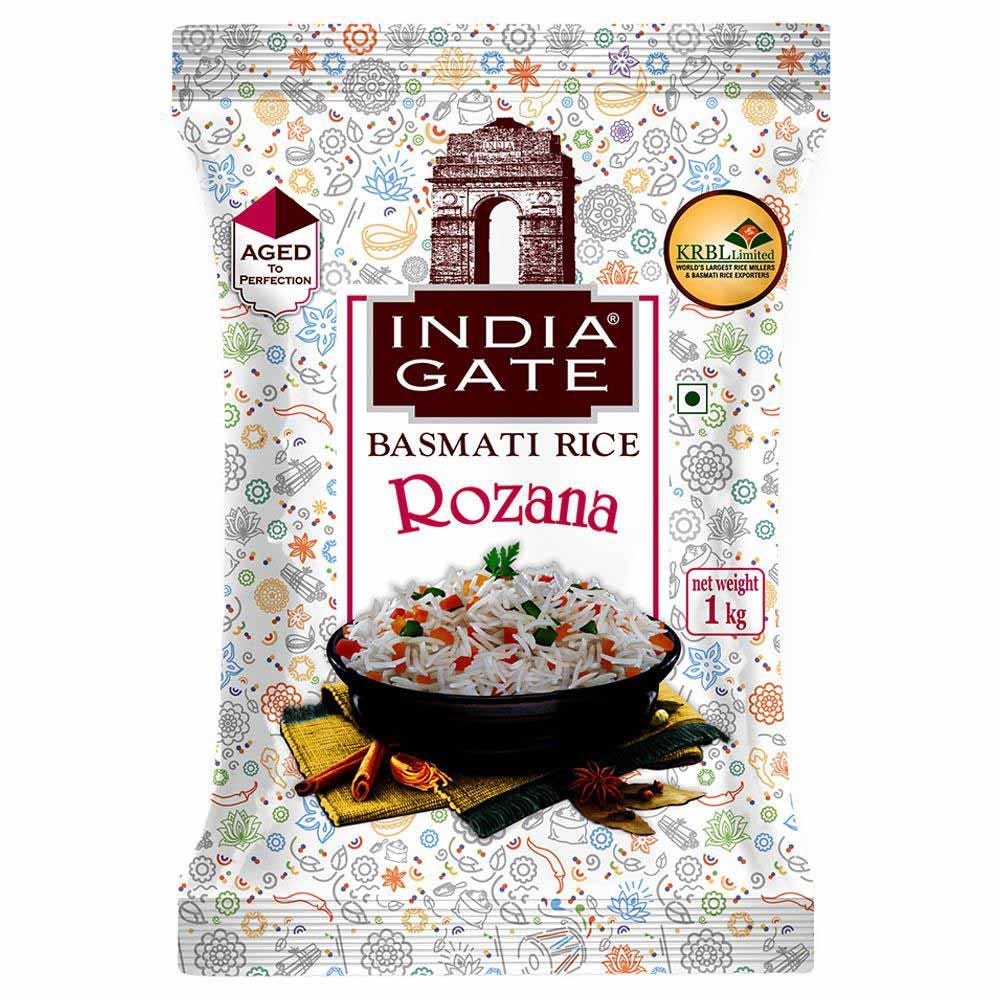 INDIA
AGED
TO
PERFECTION
KRBL Limited
WORLD'S LARGEST RICE MILLERS
& BASMATI RICE EXPORTERS
INDIA®
GATE
BASMATI RICE
Rozana
net weight
1 kg